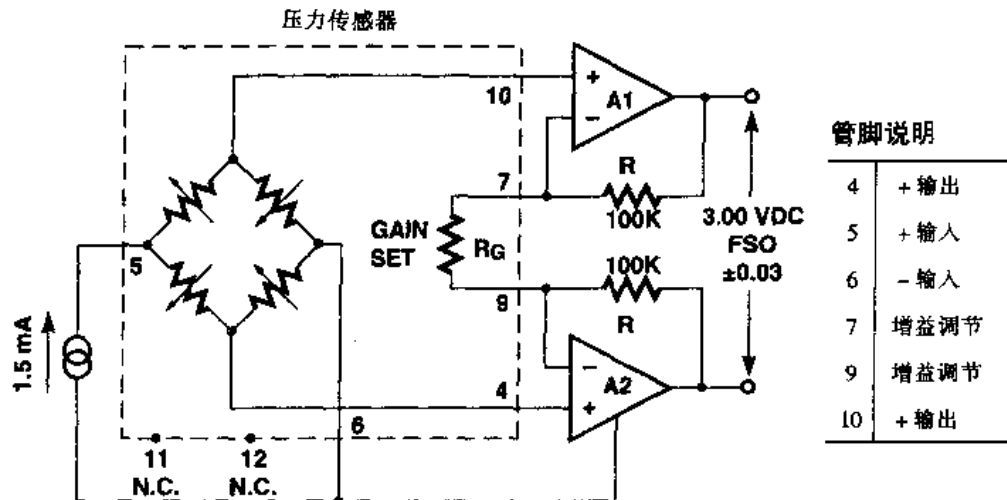 压力传感器
10
+
A1
−
7
R
100K
GAIN
SET
RG
3.00 VDC
FSO
±0.03
5
9
100K
R
1.5 mA
−
A2
+
4
6
11
N.C.
12
N.C.
管脚说明
4 + 输出
5 + 输入
6 − 输入
7 增益调节
9 增益调节
10 + 输出